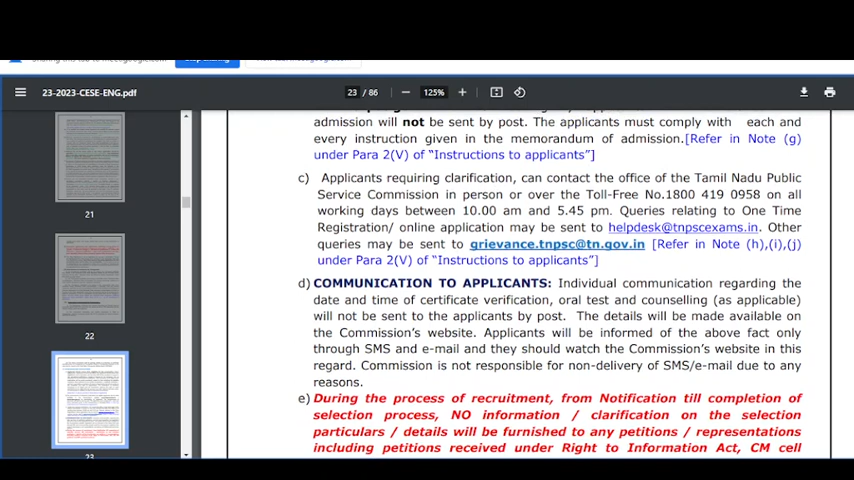 23-2023-CESE-ENG.pdf
23 / 86
125%
admission will not be sent by post. The applicants must comply with each and
every instruction given in the memorandum of admission.[Refer in Note (g)
under Para 2(V) of “Instructions to applicants”]
c) Applicants requiring clarification, can contact the office of the Tamil Nadu Public
Service Commission in person or over the Toll-Free No.1800 419 0958 on all
working days between 10.00 am and 5.45 pm. Queries relating to One Time
Registration/ online application may be sent to helpdesk@tnpscexams.in. Other
queries may be sent to grievance.tnpsc@tn.gov.in [Refer in Note (h),(i),(j)
under Para 2(V) of “Instructions to applicants”]
d) COMMUNICATION TO APPLICANTS: Individual communication regarding the
date and time of certificate verification, oral test and counselling (as applicable)
will not be sent to the applicants by post. The details will be made available on
the Commission’s website. Applicants will be informed of the above fact only
through SMS and e-mail and they should watch the Commission’s website in this
regard. Commission is not responsible for non-delivery of SMS/e-mail due to any
reasons.
e) During the process of recruitment, from Notification till completion of
selection process, NO information / clarification on the selection
particulars / details will be furnished to any petitions / representations
including petitions received under Right to Information Act, CM cell
21
22
23